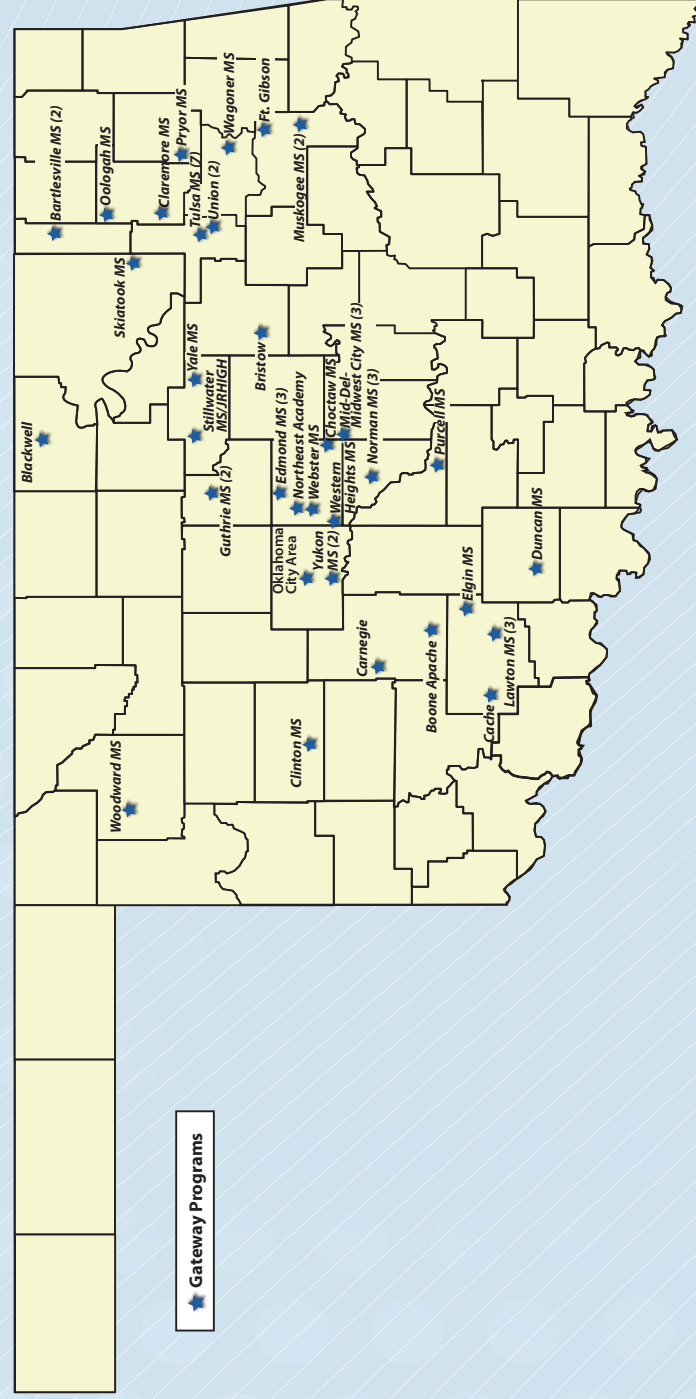 Bartlesville MS (2)
Oologah MS
Claremore MS
Pryor MS
Tulsa MS (7)
Union (2)
Wagoner MS
Ft. Gibson
Muskogee MS (2)
Skiatook MS
Blackwell
Yale MS
Stillwater
MS/JRHIGH
Bristow
Guthrie MS (2)
Edmond MS (3)
Northeast Academy
Webster MS
Choctaw MS
Mid-Del-
Midwest City MS (3)
Western
Heights MS
Norman MS (3)
Oklahoma
City Area
Yukon
MS (2)
Purcell MS
Woodward MS
Clinton MS
Carnegie
Boone Apache
Elgin MS
Duncan MS
Cache
Lawton MS (3)
Gateway Programs